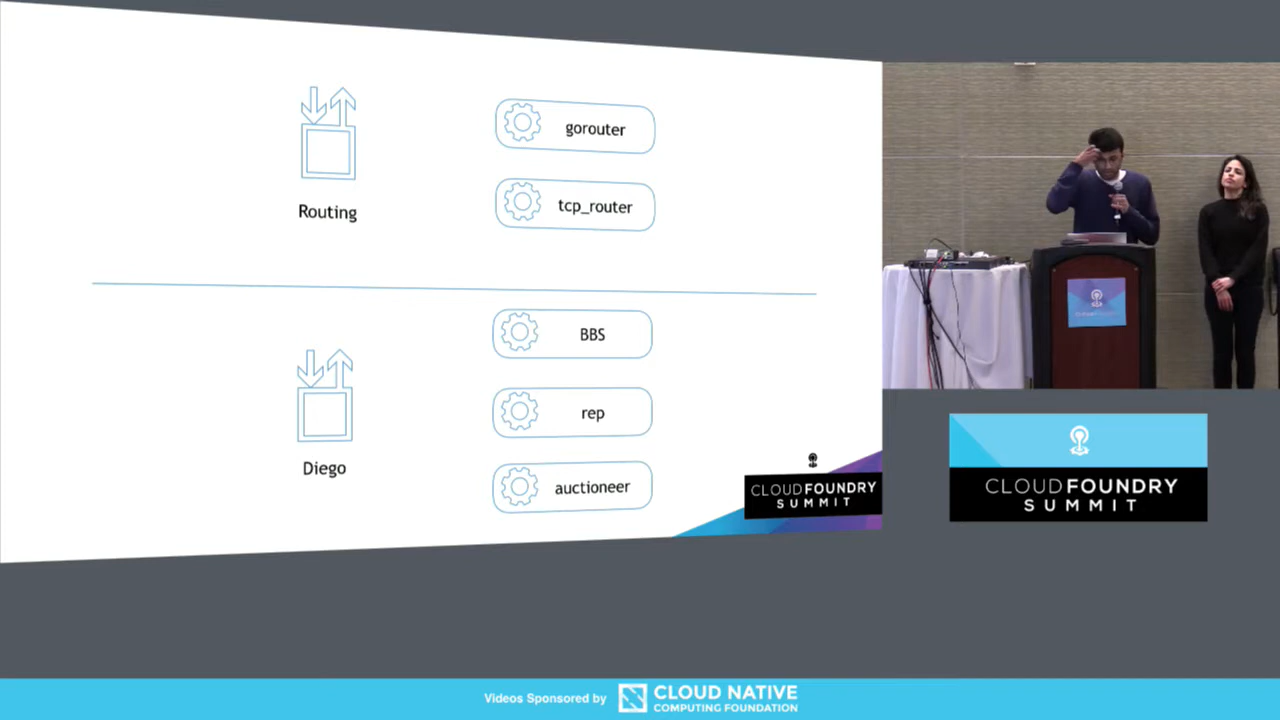 gorouter
tcp_router
Routing
BBS
rep
auctioneer
Diego
CLOUDFOUNDRY
SUMMIT
CLOUDFOUNDRY
SUMMIT
Videos Sponsored by
CLOUD NATIVE
COMPUTING FOUNDATION